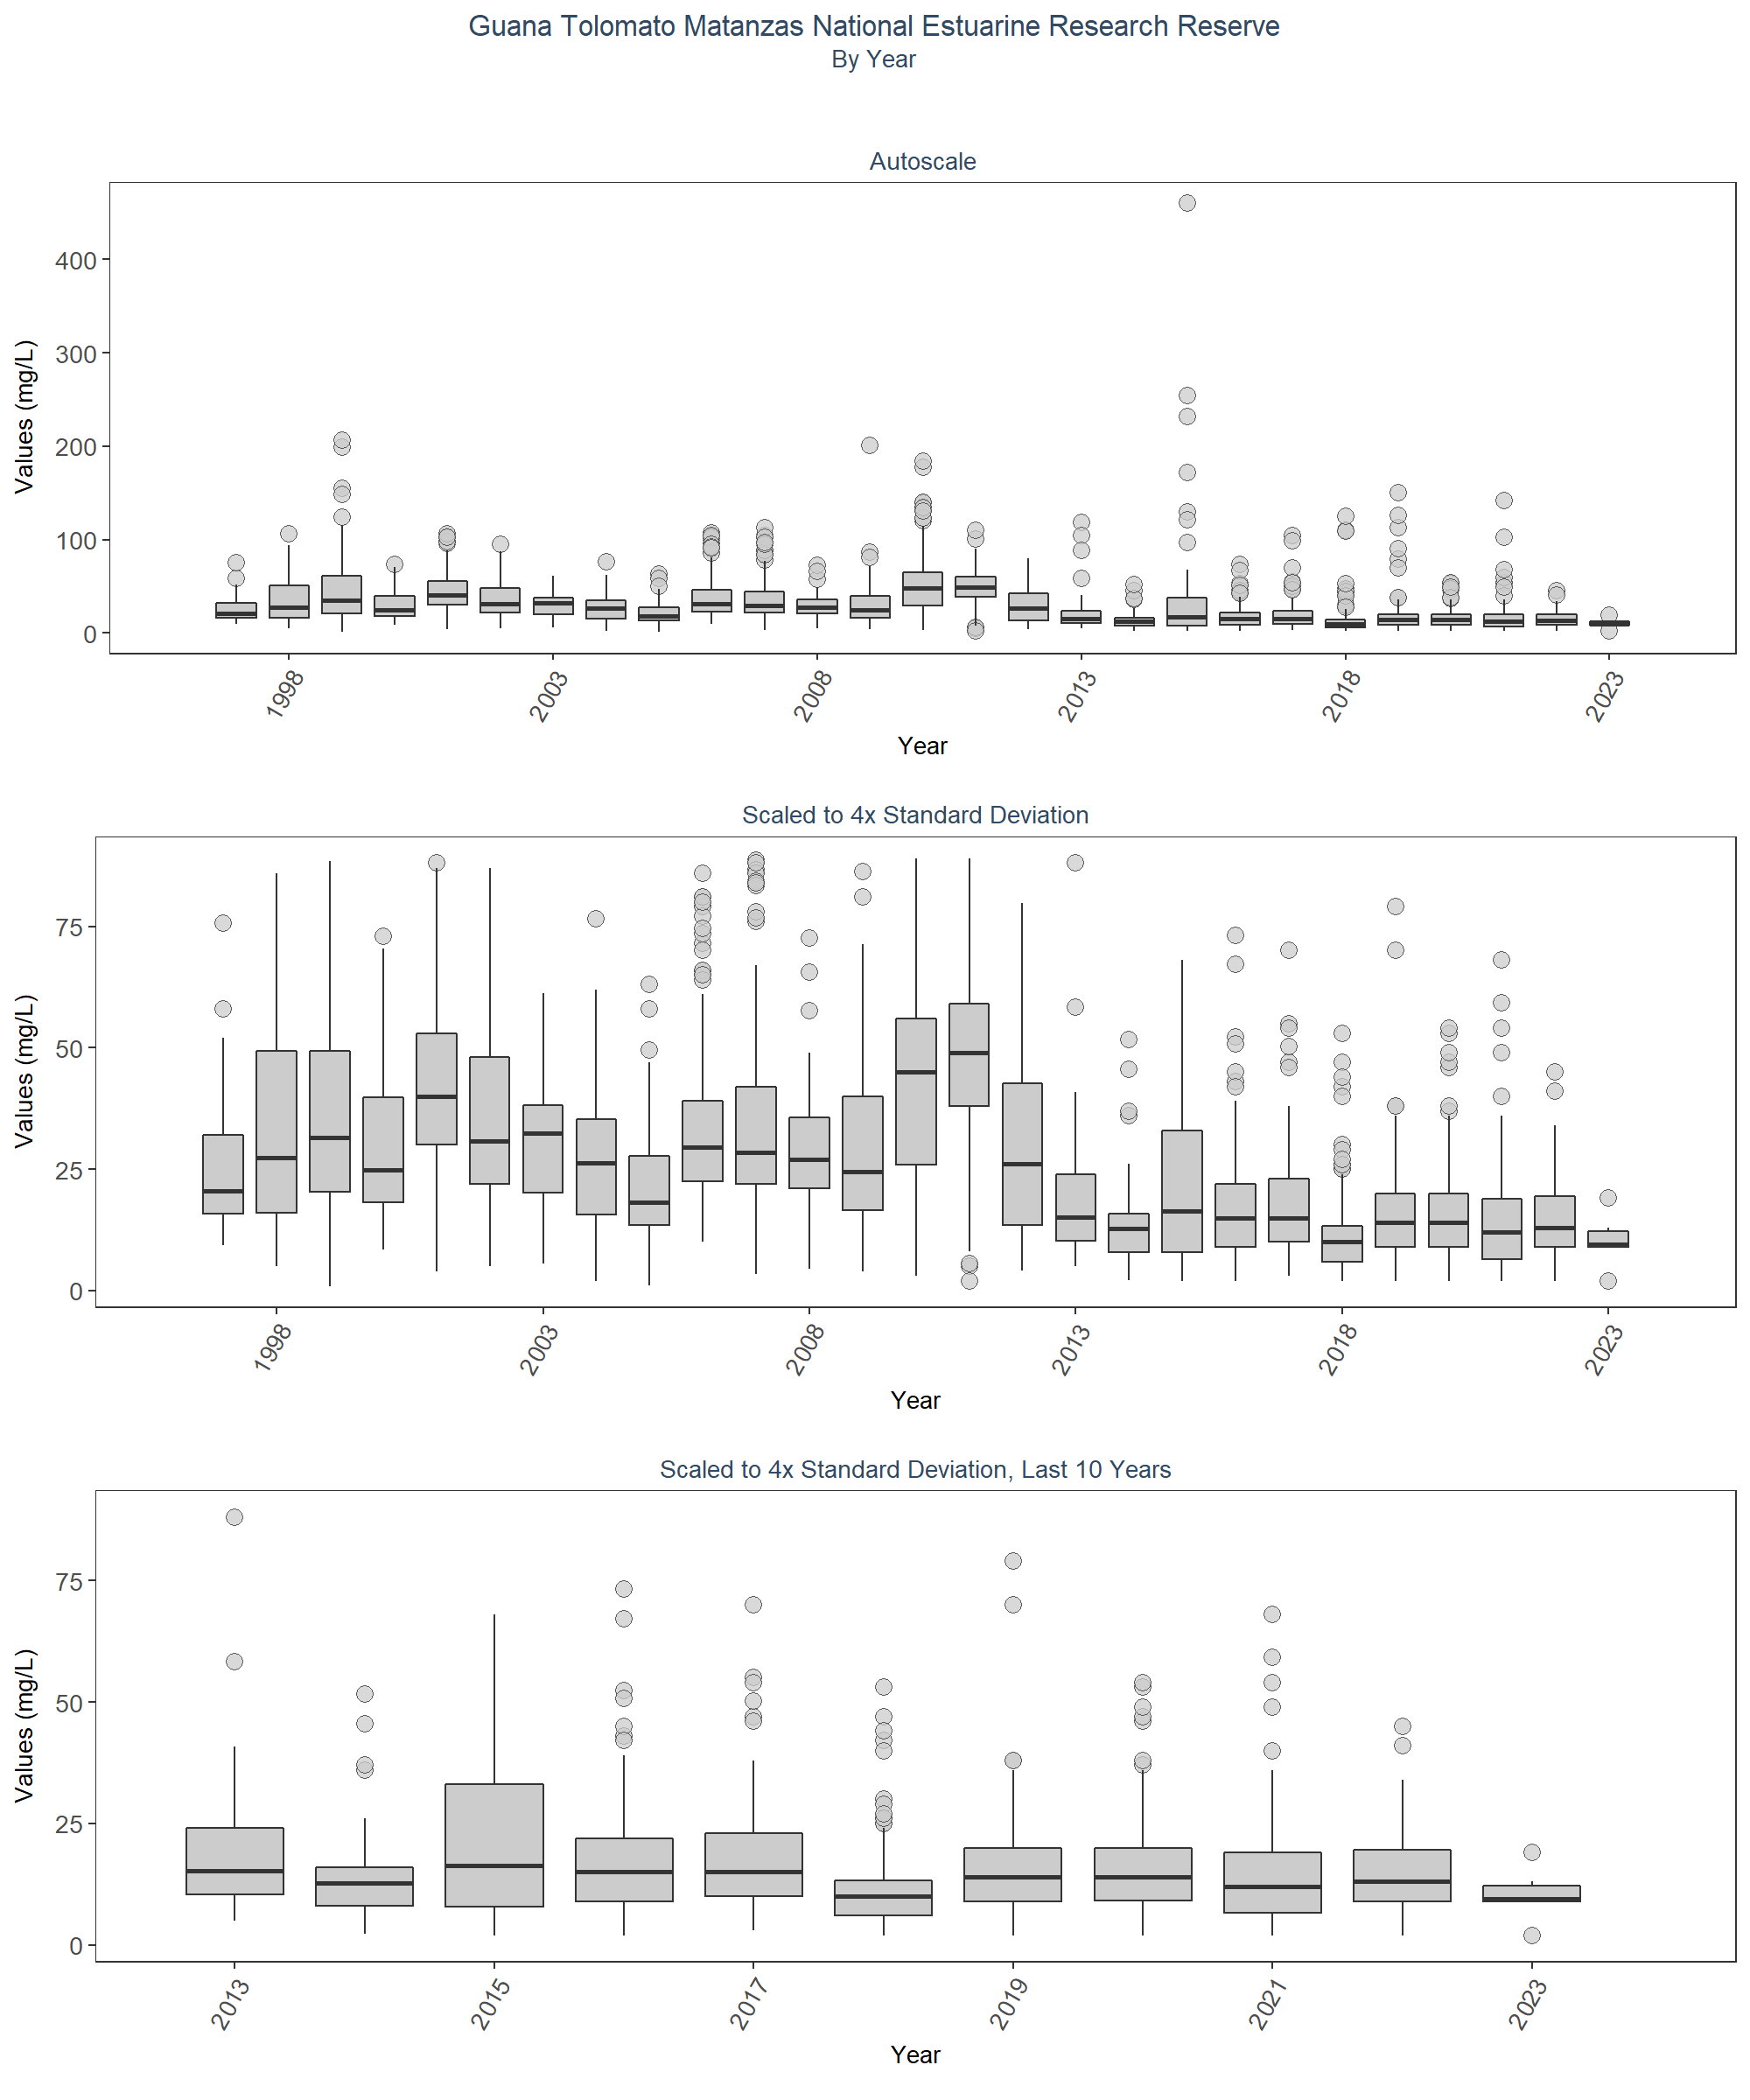 Guana Tolomato Matanzas National Estuarine Research Reserve
By Year
Autoscale
Values (mg/L)
400
300
200
100
0
1998
2003
2008
2013
2018
2023
Year
Scaled to 4x Standard Deviation
Values (mg/L)
75
50
25
0
1998
2003
2008
2013
2018
2023
Year
Scaled to 4x Standard Deviation, Last 10 Years
Values (mg/L)
75
50
25
0
2013
2015
2017
2019
2021
2023
Year